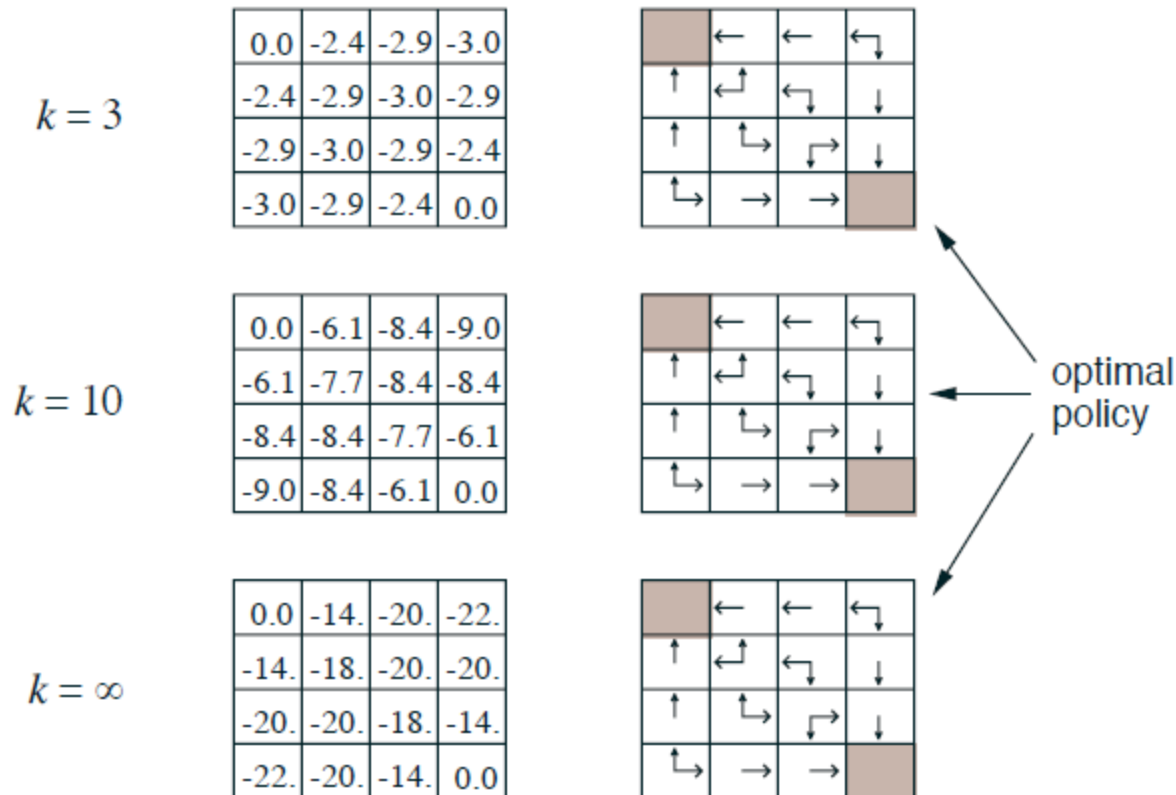 k = 3
0.0 -2.4 -2.9 -3.0
-2.4 -2.9 -3.0 -2.9
-2.9 -3.0 -2.9 -2.4
-3.0 -2.9 -2.4 0.0
k = 10
0.0 -6.1 -8.4 -9.0
-6.1 -7.7 -8.4 -8.4
-8.4 -8.4 -7.7 -6.1
-9.0 -8.4 -6.1 0.0
optimal
policy
k = ∞
0.0 -14. -20. -22.
-14. -18. -20. -20.
-20. -20. -18. -14.
-22. -20. -14. 0.0